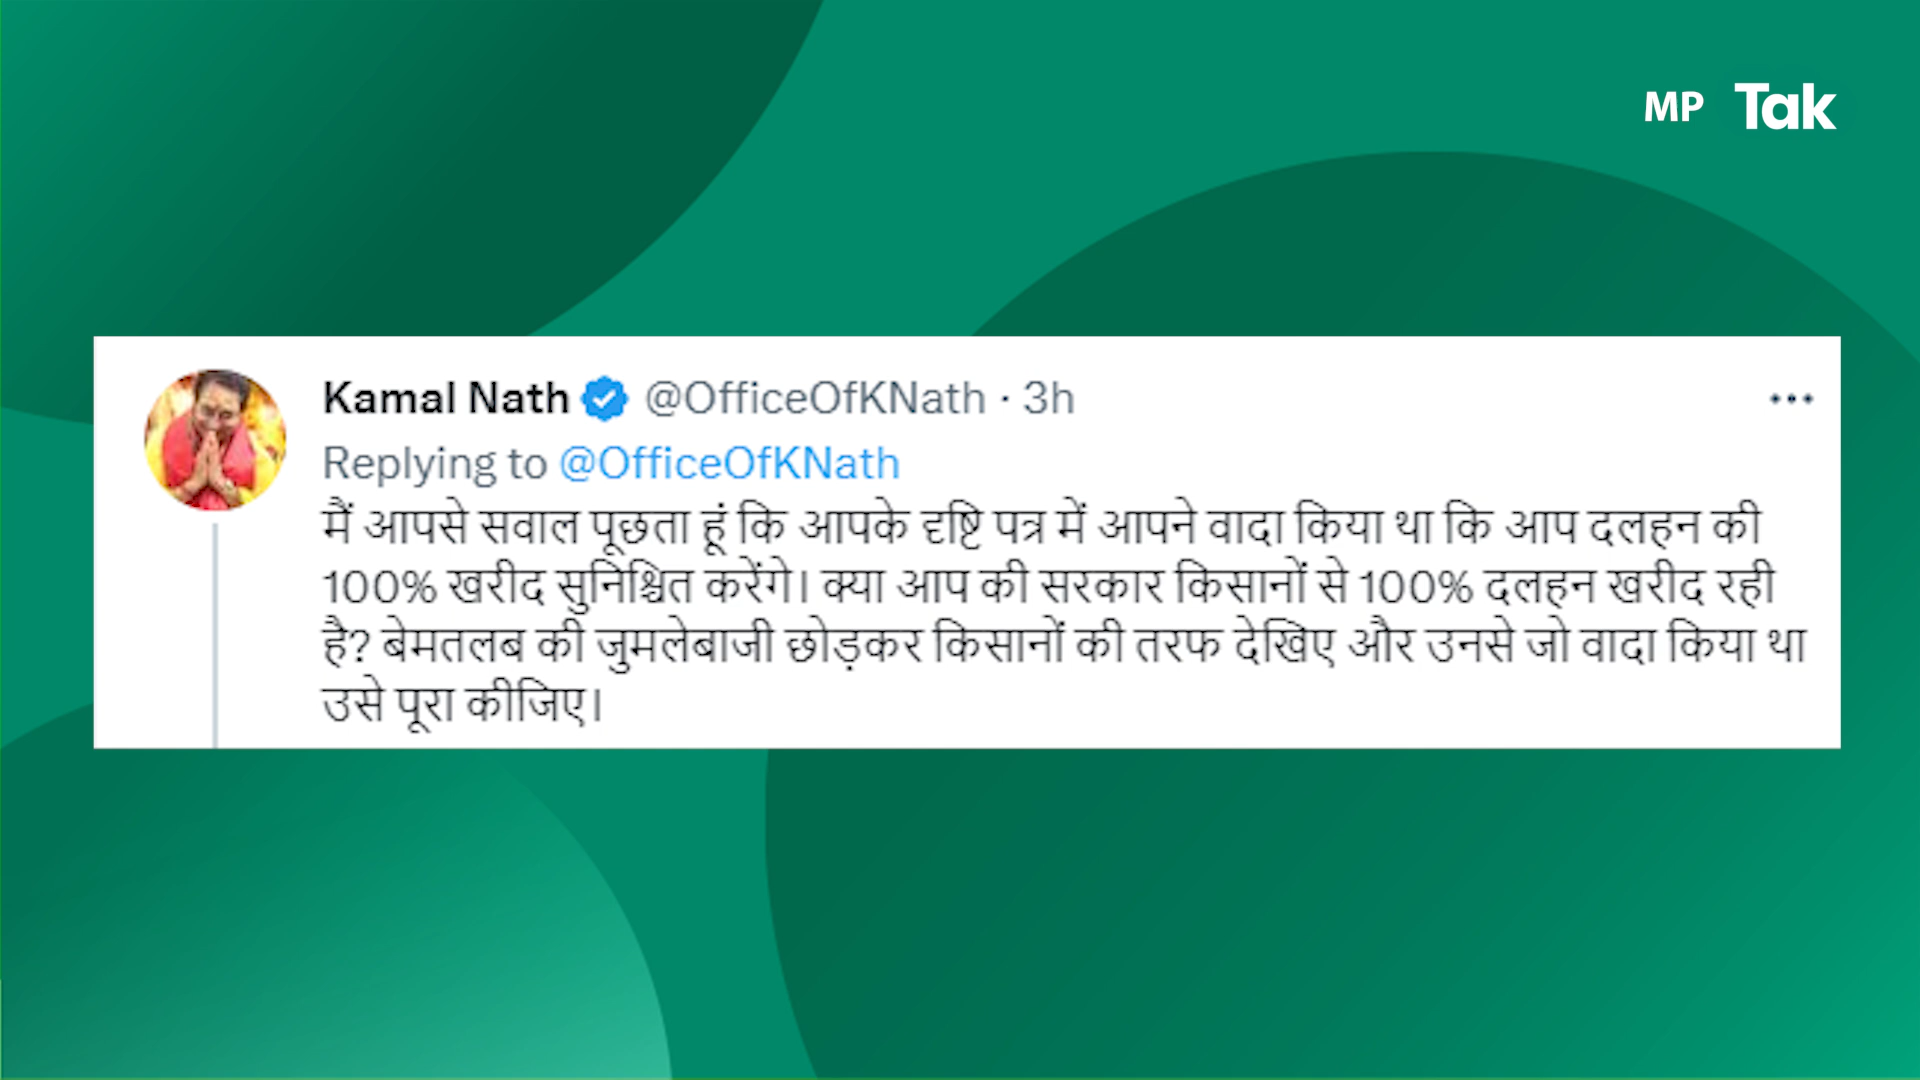 MP Tak
Kamal Nath @OfficeOfKNath · 3h
Replying to @OfficeOfKNath
मैं आपसे सवाल पूछता हूं कि आपके दृष्टि पत्र में आपने वादा किया था कि आप दलहन की
100% खरीद सुनिश्चित करेंगे। क्या आप की सरकार किसानों से 100% दलहन खरीद रही
है? बेमतलब की जुमलेबाजी छोड़कर किसानों की तरफ देखिए और उनसे जो वादा किया था
उसे पूरा कीजिए।